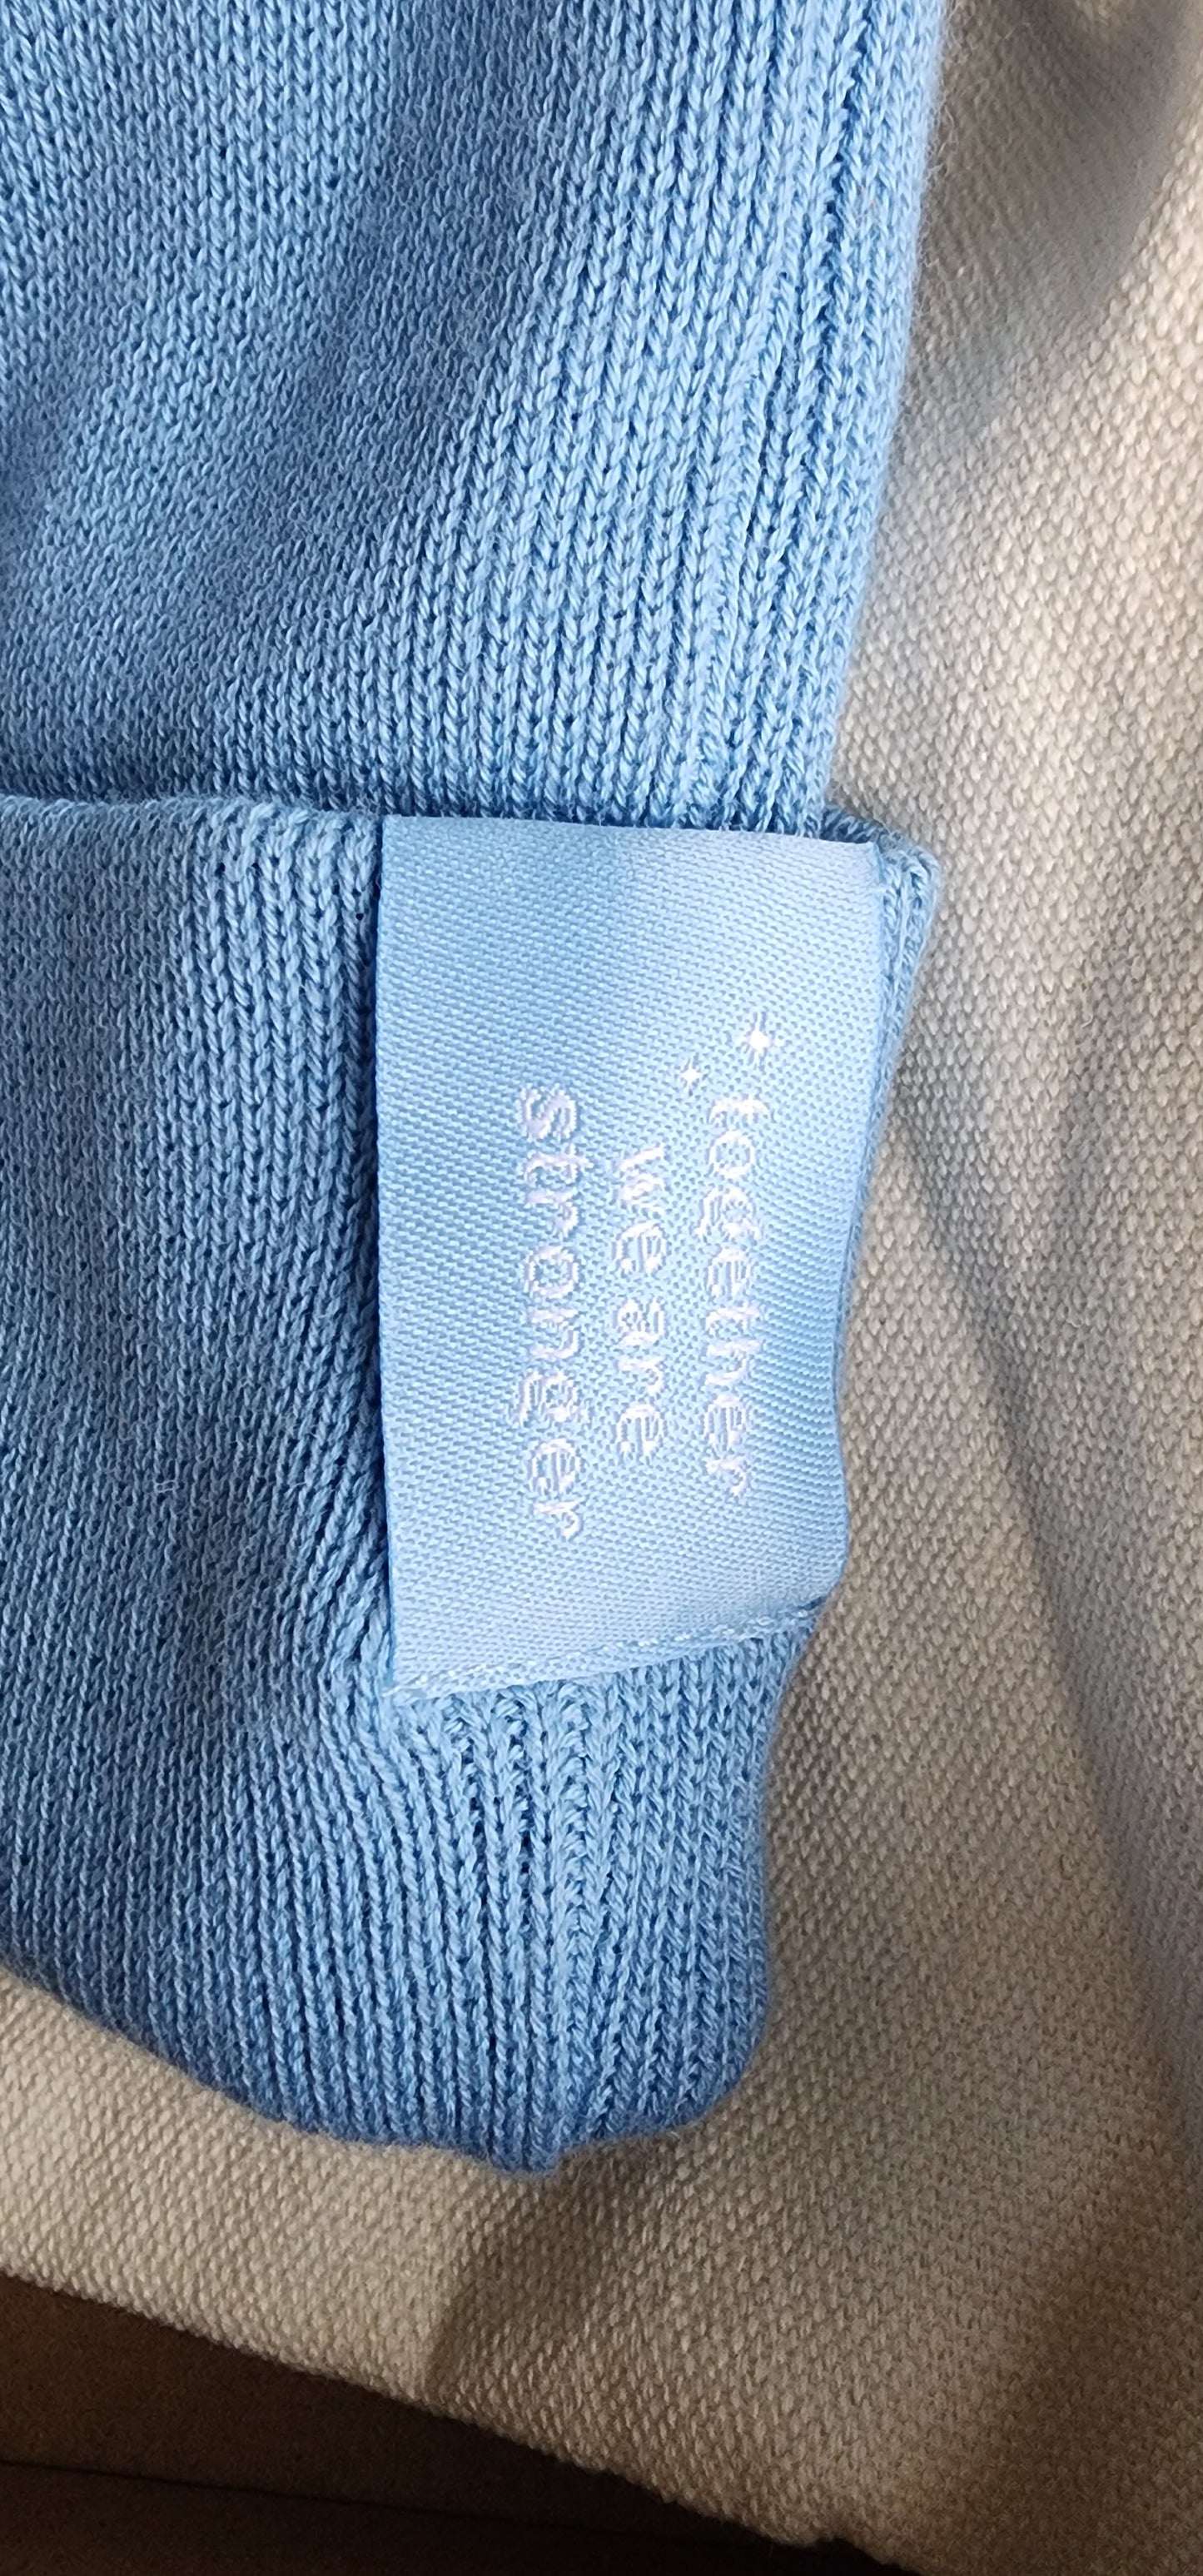 together
we are
stronger